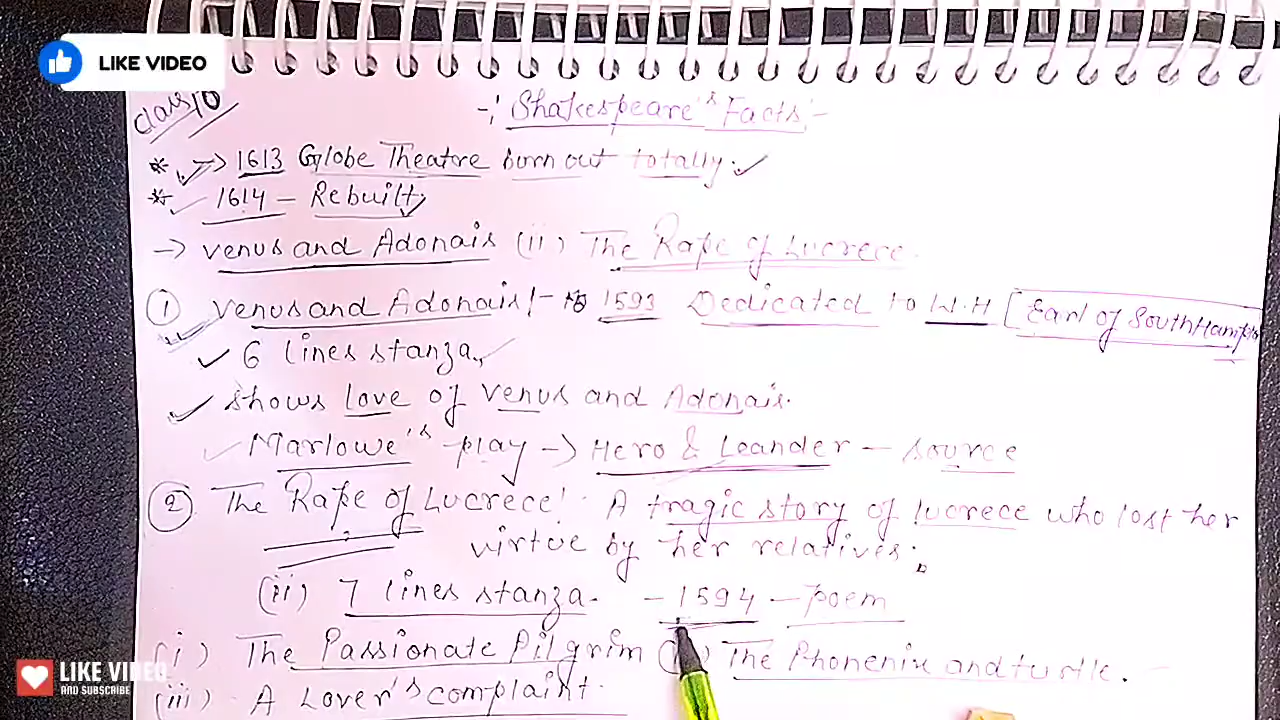 LIKE VIDEO
class 10
-: Shakespeare's Facts :-
* => 1613 Globe Theatre burn out totally.
* 1614 - Rebuilt
-> Venus and Adonais (ii) The Rape of Lucrece.
① Venus and Adonais :- 1593 Dedicated to W.H [Earl of SouthHampton
6 lines stanza.
shows love of Venus and Adonais.
Marlowe's play -> Hero & Leander - source
② The Rape of Lucrece! A tragic story of lucrece who lost her
virtue by her relatives.
(ii) 7 lines stanza. - 1594 - poem
(i) The Passionate Pilgrim ( ) The Phonenix and turtle.
(iii) A Lover's complaint.
LIKE VIDEO
AND SUBSCRIBE